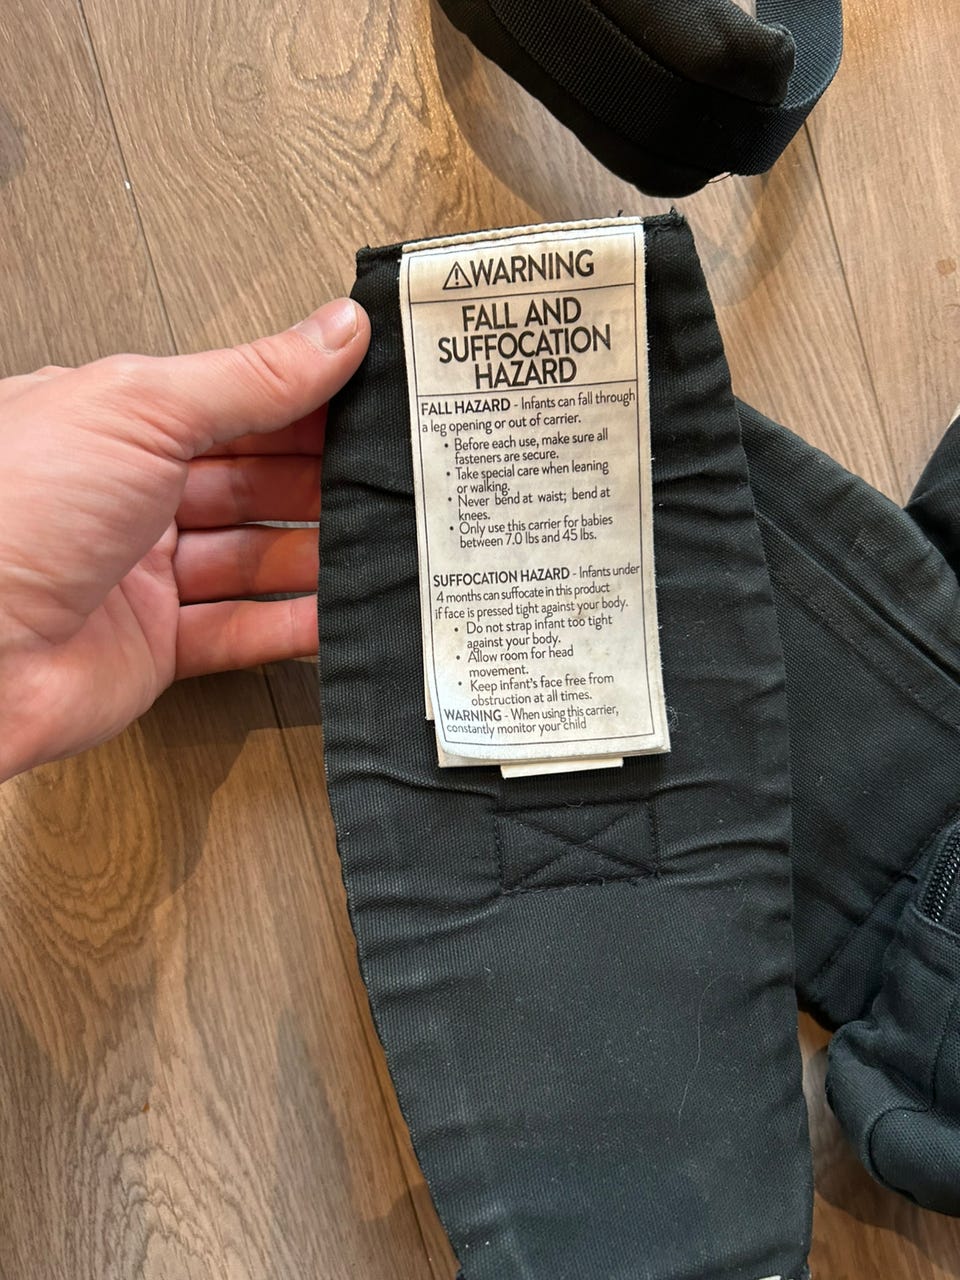 ⚠WARNING
FALL AND
SUFFOCATION
HAZARD
FALL HAZARD - Infants can fall through
a leg opening or out of carrier.
• Before each use, make sure all
fasteners are secure.
• Take special care when leaning
or walking.
• Never bend at waist; bend at
knees.
• Only use this carrier for babies
between 7.0 lbs and 45 lbs.
SUFFOCATION HAZARD - Infants under
4 months can suffocate in this product
if face is pressed tight against your body.
• Do not strap infant too tight
against your body.
• Allow room for head
movement.
• Keep infant's face free from
obstruction at all times.
WARNING - When using this carrier,
constantly monitor your child